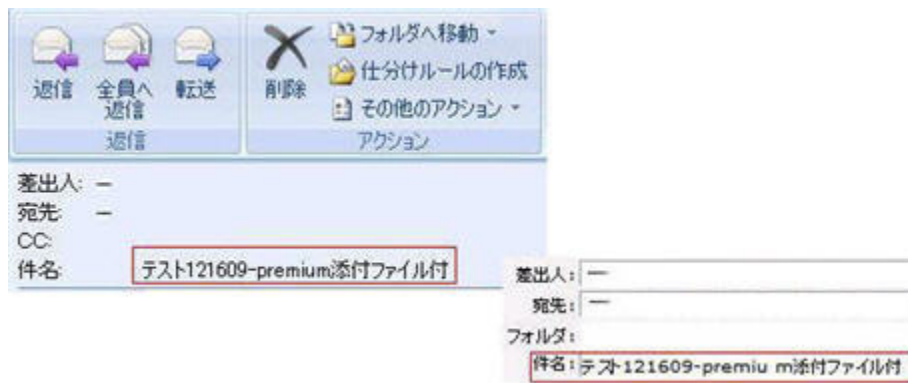 返信
全員へ
返信
転送
返信
削除
フォルダへ移動
仕分けルールの作成
その他のアクション
アクション
差出人: —
宛先: —
CC:
件名: テスト121609-premium添付ファイル付
差出人: —
宛先: —
フォルダ:
件名: テスト121609-premiu m添付ファイル付